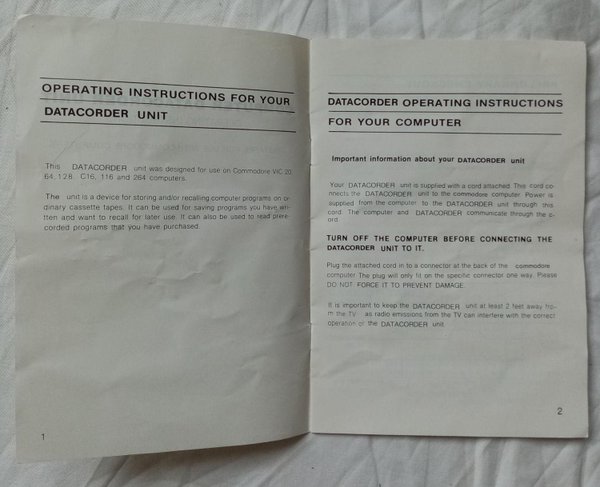 OPERATING INSTRUCTIONS FOR YOUR
DATACORDER UNIT
This DATACORDER unit was designed for use on Commodore VIC 20
64, 128. C16, 116 and 264 computers.
The unit is a device for storing and/or recalling computer programs on or-
dinary cassette tapes. It can be used for saving programs you have writ-
ten and want to recall for later use. It can also be used to read prere-
corded programs that you have purchased.
1
DATACORDER OPERATING INSTRUCTIONS
FOR YOUR COMPUTER
Important information about your DATACORDER unit
Your DATACORDER unit is supplied with a cord attached. This cord co-
nnects the DATACORDER unit to the commodore computer. Power is
supplied from the computer to the DATACORDER unit through this
cord. The computer and DATACORDER communicate through the c-
ord.
TURN OFF THE COMPUTER BEFORE CONNECTING THE
DATACORDER UNIT TO IT.
Plug the attached cord in to a connector at the back of the commodore
computer. The plug will only fit on the specific connector one way. Please
DO NOT FORCE IT TO PREVENT DAMAGE.
It is important to keep the DATACORDER unit at least 2 feet away fro-
m the TV as radio emissions from the TV can interfere with the correct
operation or the DATACORDER unit
2